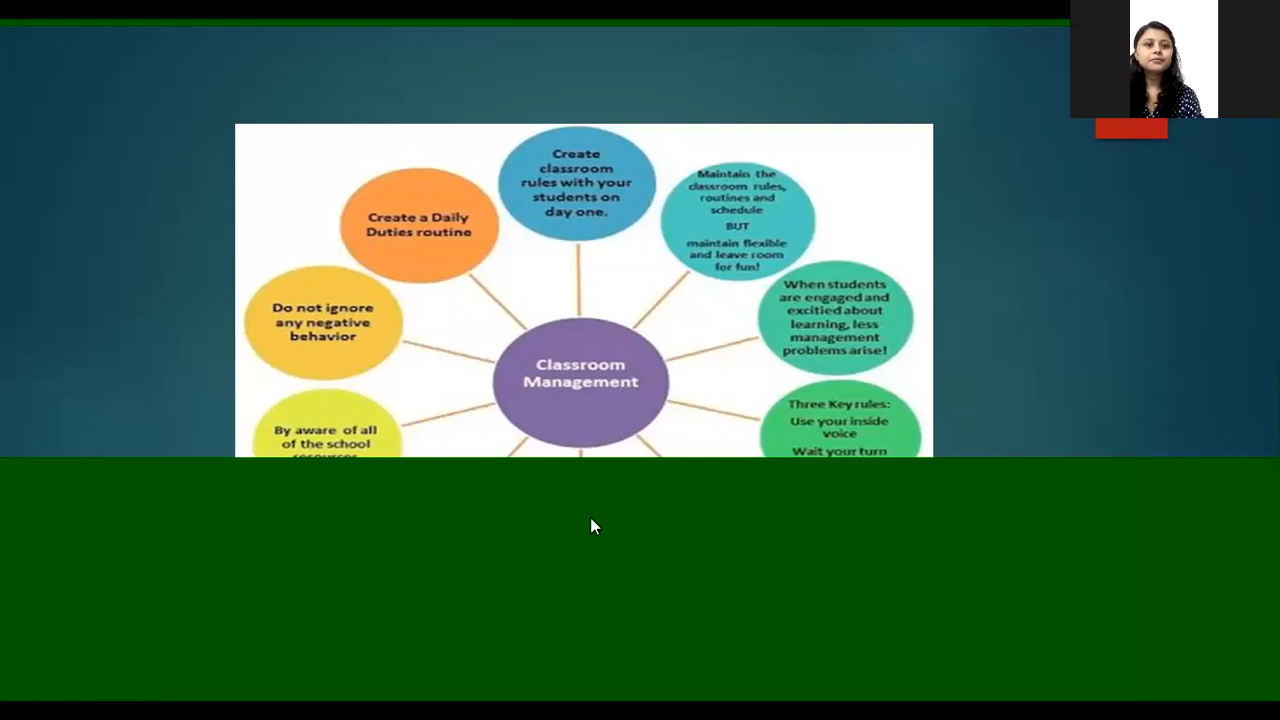 Create
classroom
rules with your
students on
day one.
Maintain the
classroom rules,
routines and
schedule
BUT
maintain flexible
and leave room
for fun!
Create a Daily
Duties routine
When students
are engaged and
excitied about
learning, less
management
problems arise!
Do not ignore
any negative
behavior
Classroom
Management
Three Key rules:
Use your inside
voice
Wait your turn
By aware of all
of the school